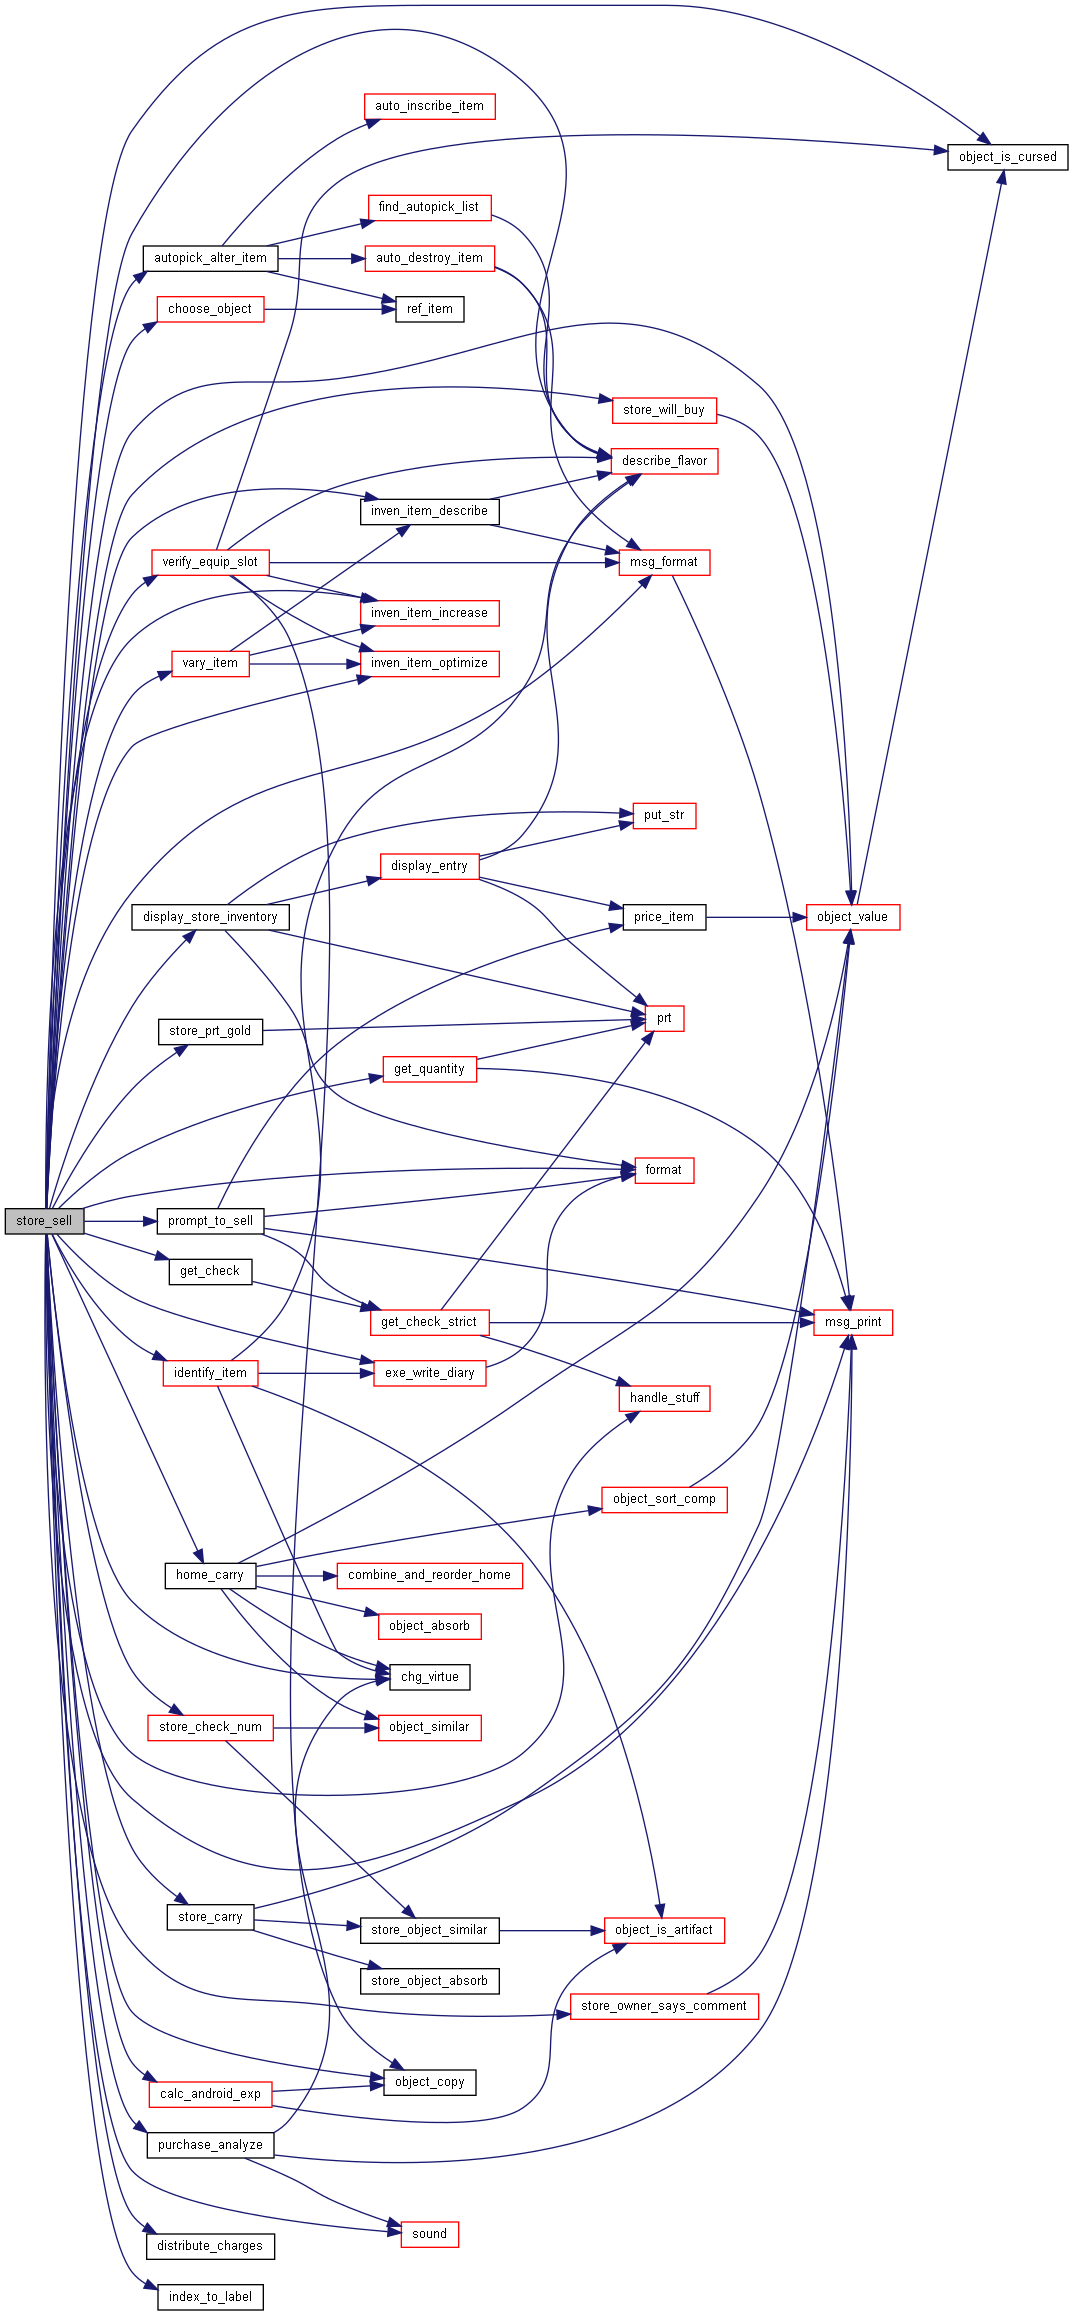 auto_inscribe_item
object_is_cursed
find_autopick_list
autopick_alter_item
auto_destroy_item
choose_object
ref_item
store_will_buy
describe_flavor
inven_item_describe
verify_equip_slot
msg_format
inven_item_increase
vary_item
inven_item_optimize
put_str
display_entry
display_store_inventory
price_item
object_value
store_prt_gold
prt
get_quantity
format
store_sell
prompt_to_sell
get_check
get_check_strict
msg_print
identify_item
exe_write_diary
handle_stuff
object_sort_comp
home_carry
combine_and_reorder_home
object_absorb
chg_virtue
store_check_num
object_similar
store_carry
store_object_similar
object_is_artifact
store_object_absorb
store_owner_says_comment
calc_android_exp
object_copy
purchase_analyze
sound
distribute_charges
index_to_label